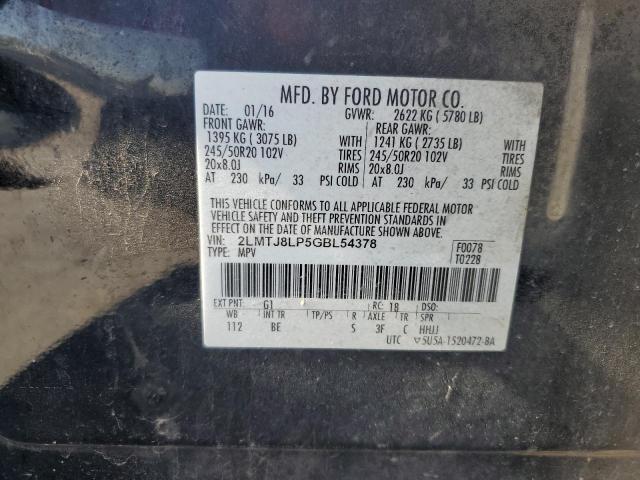 MFD. BY FORD MOTOR CO.
DATE: 01/16 GVWR: 2622 KG ( 5780 LB)
FRONT GAWR: REAR GAWR:
1395 KG ( 3075 LB) WITH 1241 KG ( 2735 LB) WITH
245/50R20 102V TIRES 245/50R20 102V TIRES
20x8.0J RIMS 20x8.0J RIMS
AT 230 kPa/ 33 PSI COLD AT 230 kPa/ 33 PSI COLD
THIS VEHICLE CONFORMS TO ALL APPLICABLE FEDERAL MOTOR
VEHICLE SAFETY AND THEFT PREVENTION STANDARDS IN
EFFECT ON THE DATE OF MANUFACTURE SHOWN ABOVE.
VIN: 2LMTJ8LP5GBL54378 F0078
TYPE: MPV T0228
EXT PNT: G1 RC: 18 DSO:
WB INT TR TP/PS R AXLE TR SPR
112 BE S 3F C HHJJ
UTC ▽5U5A-1520472-BA